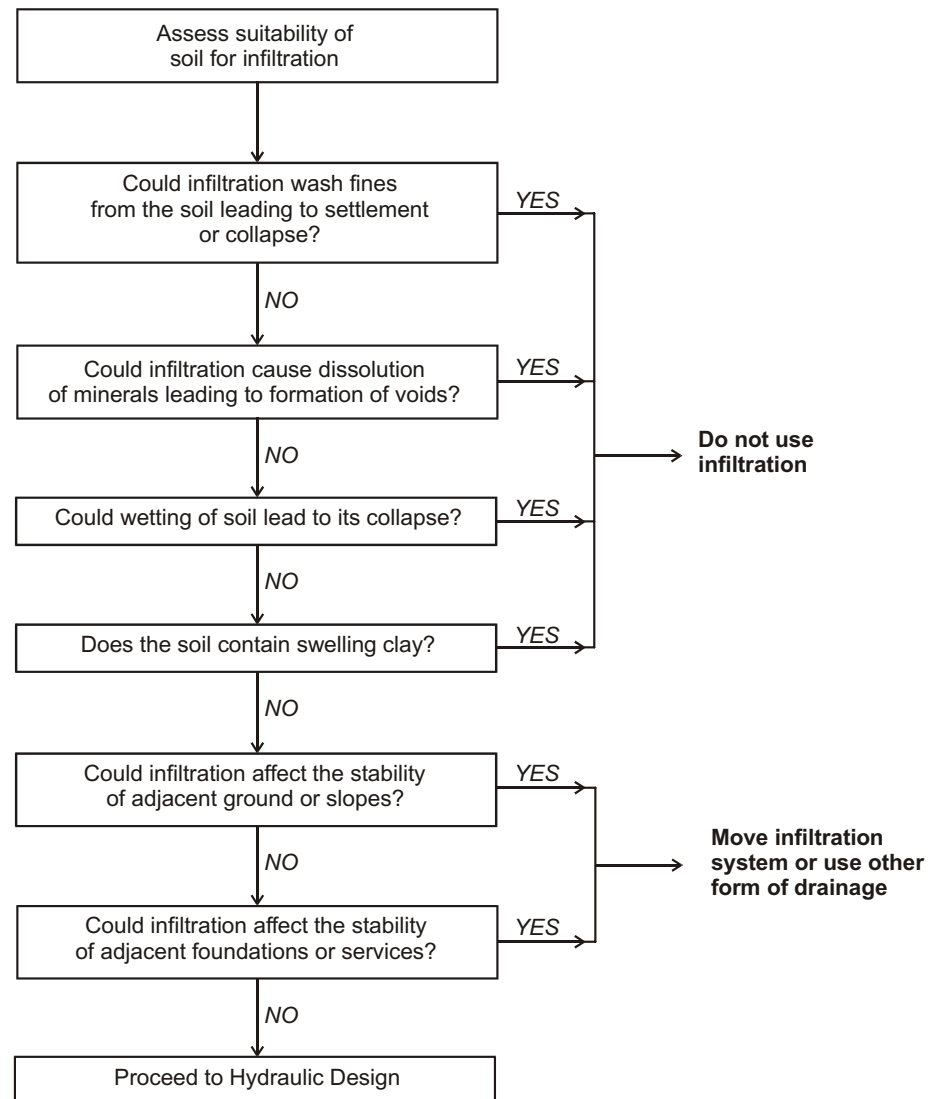 Assess suitability of
soil for infiltration
Could infiltration wash fines
from the soil leading to settlement
or collapse?
YES
NO
Could infiltration cause dissolution
of minerals leading to formation of voids?
YES
NO
Do not use
infiltration
Could wetting of soil lead to its collapse?
YES
NO
Does the soil contain swelling clay?
YES
NO
Could infiltration affect the stability
of adjacent ground or slopes?
YES
NO
Move infiltration
system or use other
form of drainage
Could infiltration affect the stability
of adjacent foundations or services?
YES
NO
Proceed to Hydraulic Design